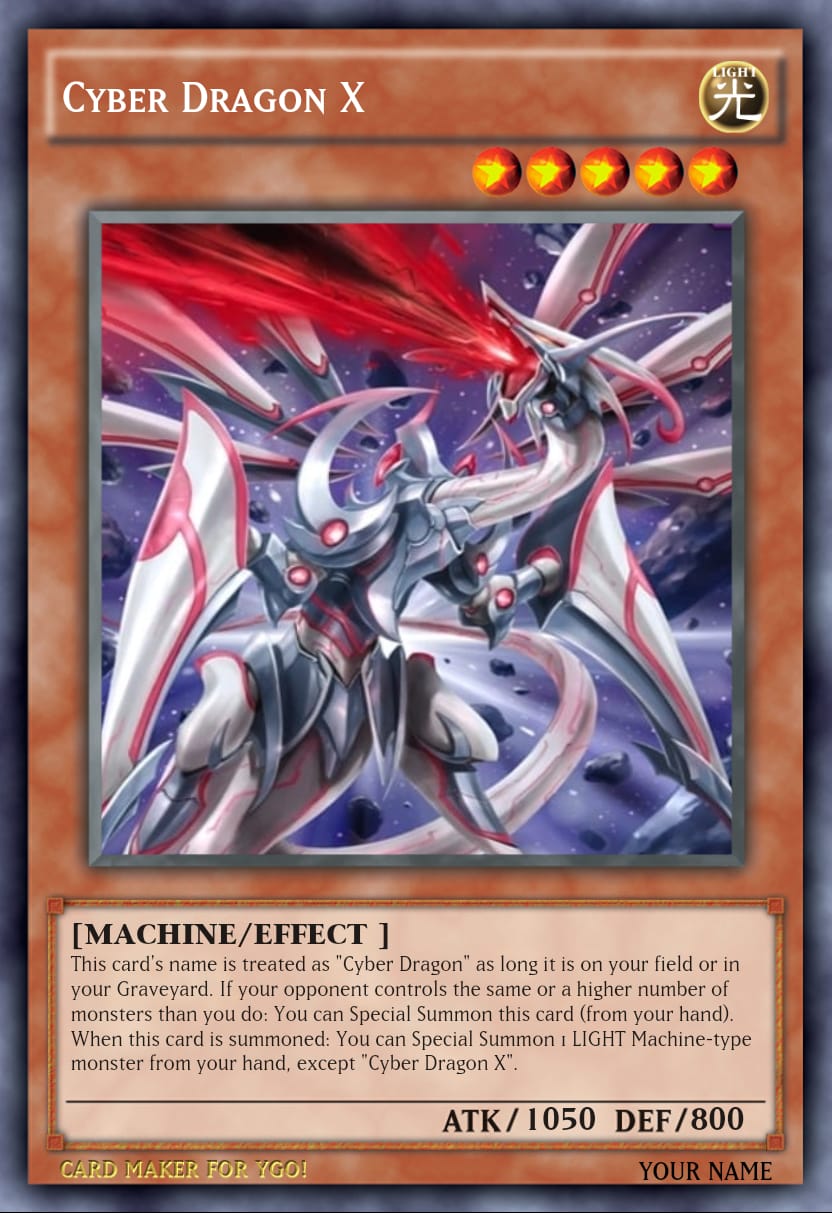 Cyber Dragon X
LIGHT
光
[MACHINE/EFFECT ]
This card's name is treated as "Cyber Dragon" as long it is on your field or in
your Graveyard. If your opponent controls the same or a higher number of
monsters than you do: You can Special Summon this card (from your hand).
When this card is summoned: You can Special Summon 1 LIGHT Machine-type
monster from your hand, except "Cyber Dragon X".
ATK/1050 DEF/800
CARD MAKER FOR YGO!
YOUR NAME